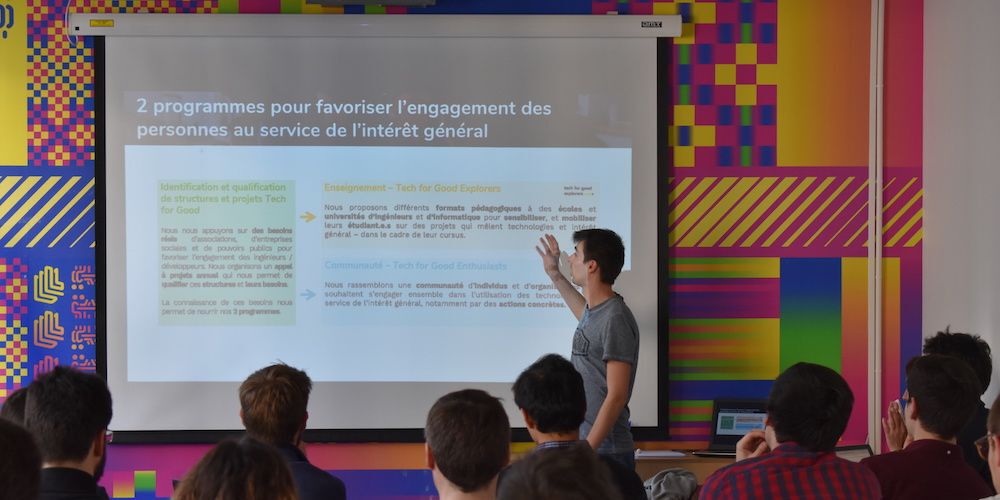 amx
2 programmes pour favoriser l'engagement des
personnes au service de l'intérêt général
Identification et qualification
de structures et projets Tech
for Good
Nous nous appuyons sur des besoins
réels d'associations, d'entreprises
sociales et de pouvoirs publics pour
favoriser l'engagement des ingénieurs /
développeurs. Nous organisons un appel
à projets annuel qui nous permet de
qualifier ces structures et leurs besoins.
La connaissance de ces besoins nous
permet de nourrir nos 2 programmes.
Enseignement – Tech for Good Explorers
tech for good
explorers
Nous proposons différents formats pédagogiques à des écoles et
universités d'ingénieurs et d'informatique pour sensibiliser, et mobiliser
leurs étudiant.e.s sur des projets qui mêlent technologies et intérêt
général – dans le cadre de leur cursus.
Communauté – Tech for Good Enthusiasts
Nous rassemblons une communauté d'individus et
souhaitent s'engager ensemble dans l'utilisation des
service de l'intérêt général, notamment par des actions concrètes.